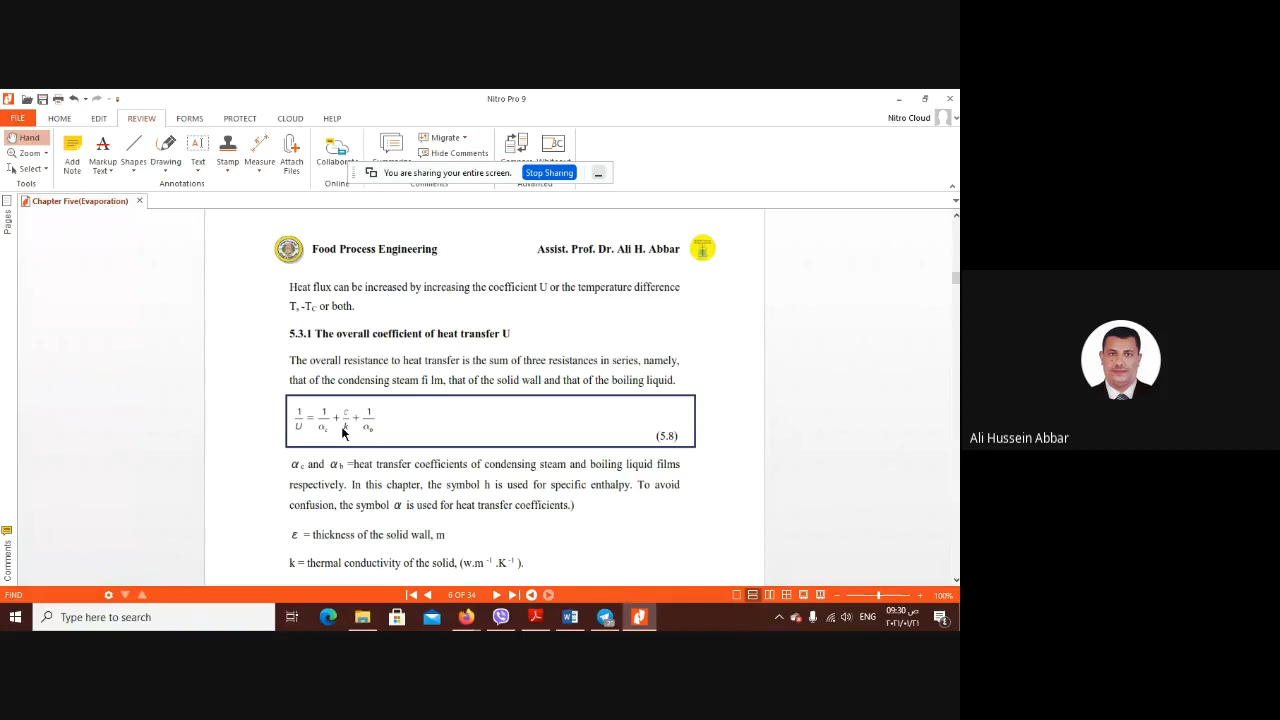 Nitro Pro 9
FILE HOME EDIT REVIEW FORMS PROTECT CLOUD HELP
Nitro Cloud
Hand
Zoom
Select
Tools
Add Note
Markup Text
Shapes
Drawing
Text
Stamp
Measure
Attach Files
Annotations
Collaborate
Online
Migrate
Hide Comments
You are sharing your entire screen. Stop Sharing
Chapter Five(Evaporation)
Pages
Comments
Food Process Engineering Assist. Prof. Dr. Ali H. Abbar
Heat flux can be increased by increasing the coefficient U or the temperature difference
Ts -TC or both.
5.3.1 The overall coefficient of heat transfer U
The overall resistance to heat transfer is the sum of three resistances in series, namely,
that of the condensing steam fi lm, that of the solid wall and that of the boiling liquid.
1/U = 1/αc + ε/k + 1/αb
(5.8)
α c and α b =heat transfer coefficients of condensing steam and boiling liquid films
respectively. In this chapter, the symbol h is used for specific enthalpy. To avoid
confusion, the symbol α is used for heat transfer coefficients.)
ε = thickness of the solid wall, m
k = thermal conductivity of the solid, (w.m -1 .K -1 ).
FIND
6 OF 34
100%
Type here to search
ENG
09:30 ص
Ali Hussein Abbar